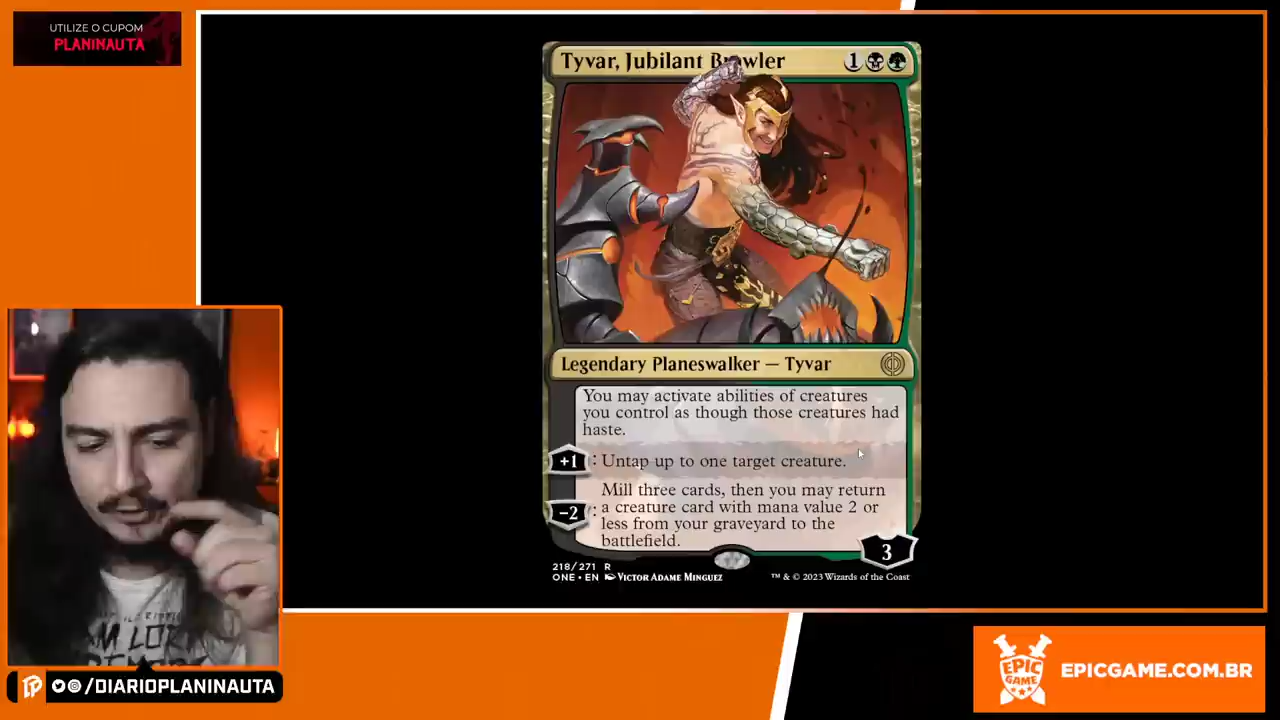 UTILIZE O CUPOM
PLANINAUTA
Tyvar, Jubilant Brawler
1
Legendary Planeswalker — Tyvar
You may activate abilities of creatures
you control as though those creatures had
haste.
+1 : Untap up to one target creature.
Mill three cards, then you may return
−2 : a creature card with mana value 2 or
less from your graveyard to the
battlefield.
3
218/271 R
ONE • EN VICTOR ADAME MINGUEZ
™ & © 2023 Wizards of the Coast
/DIARIOPLANINAUTA
EPIC
GAME
EPICGAME.COM.BR